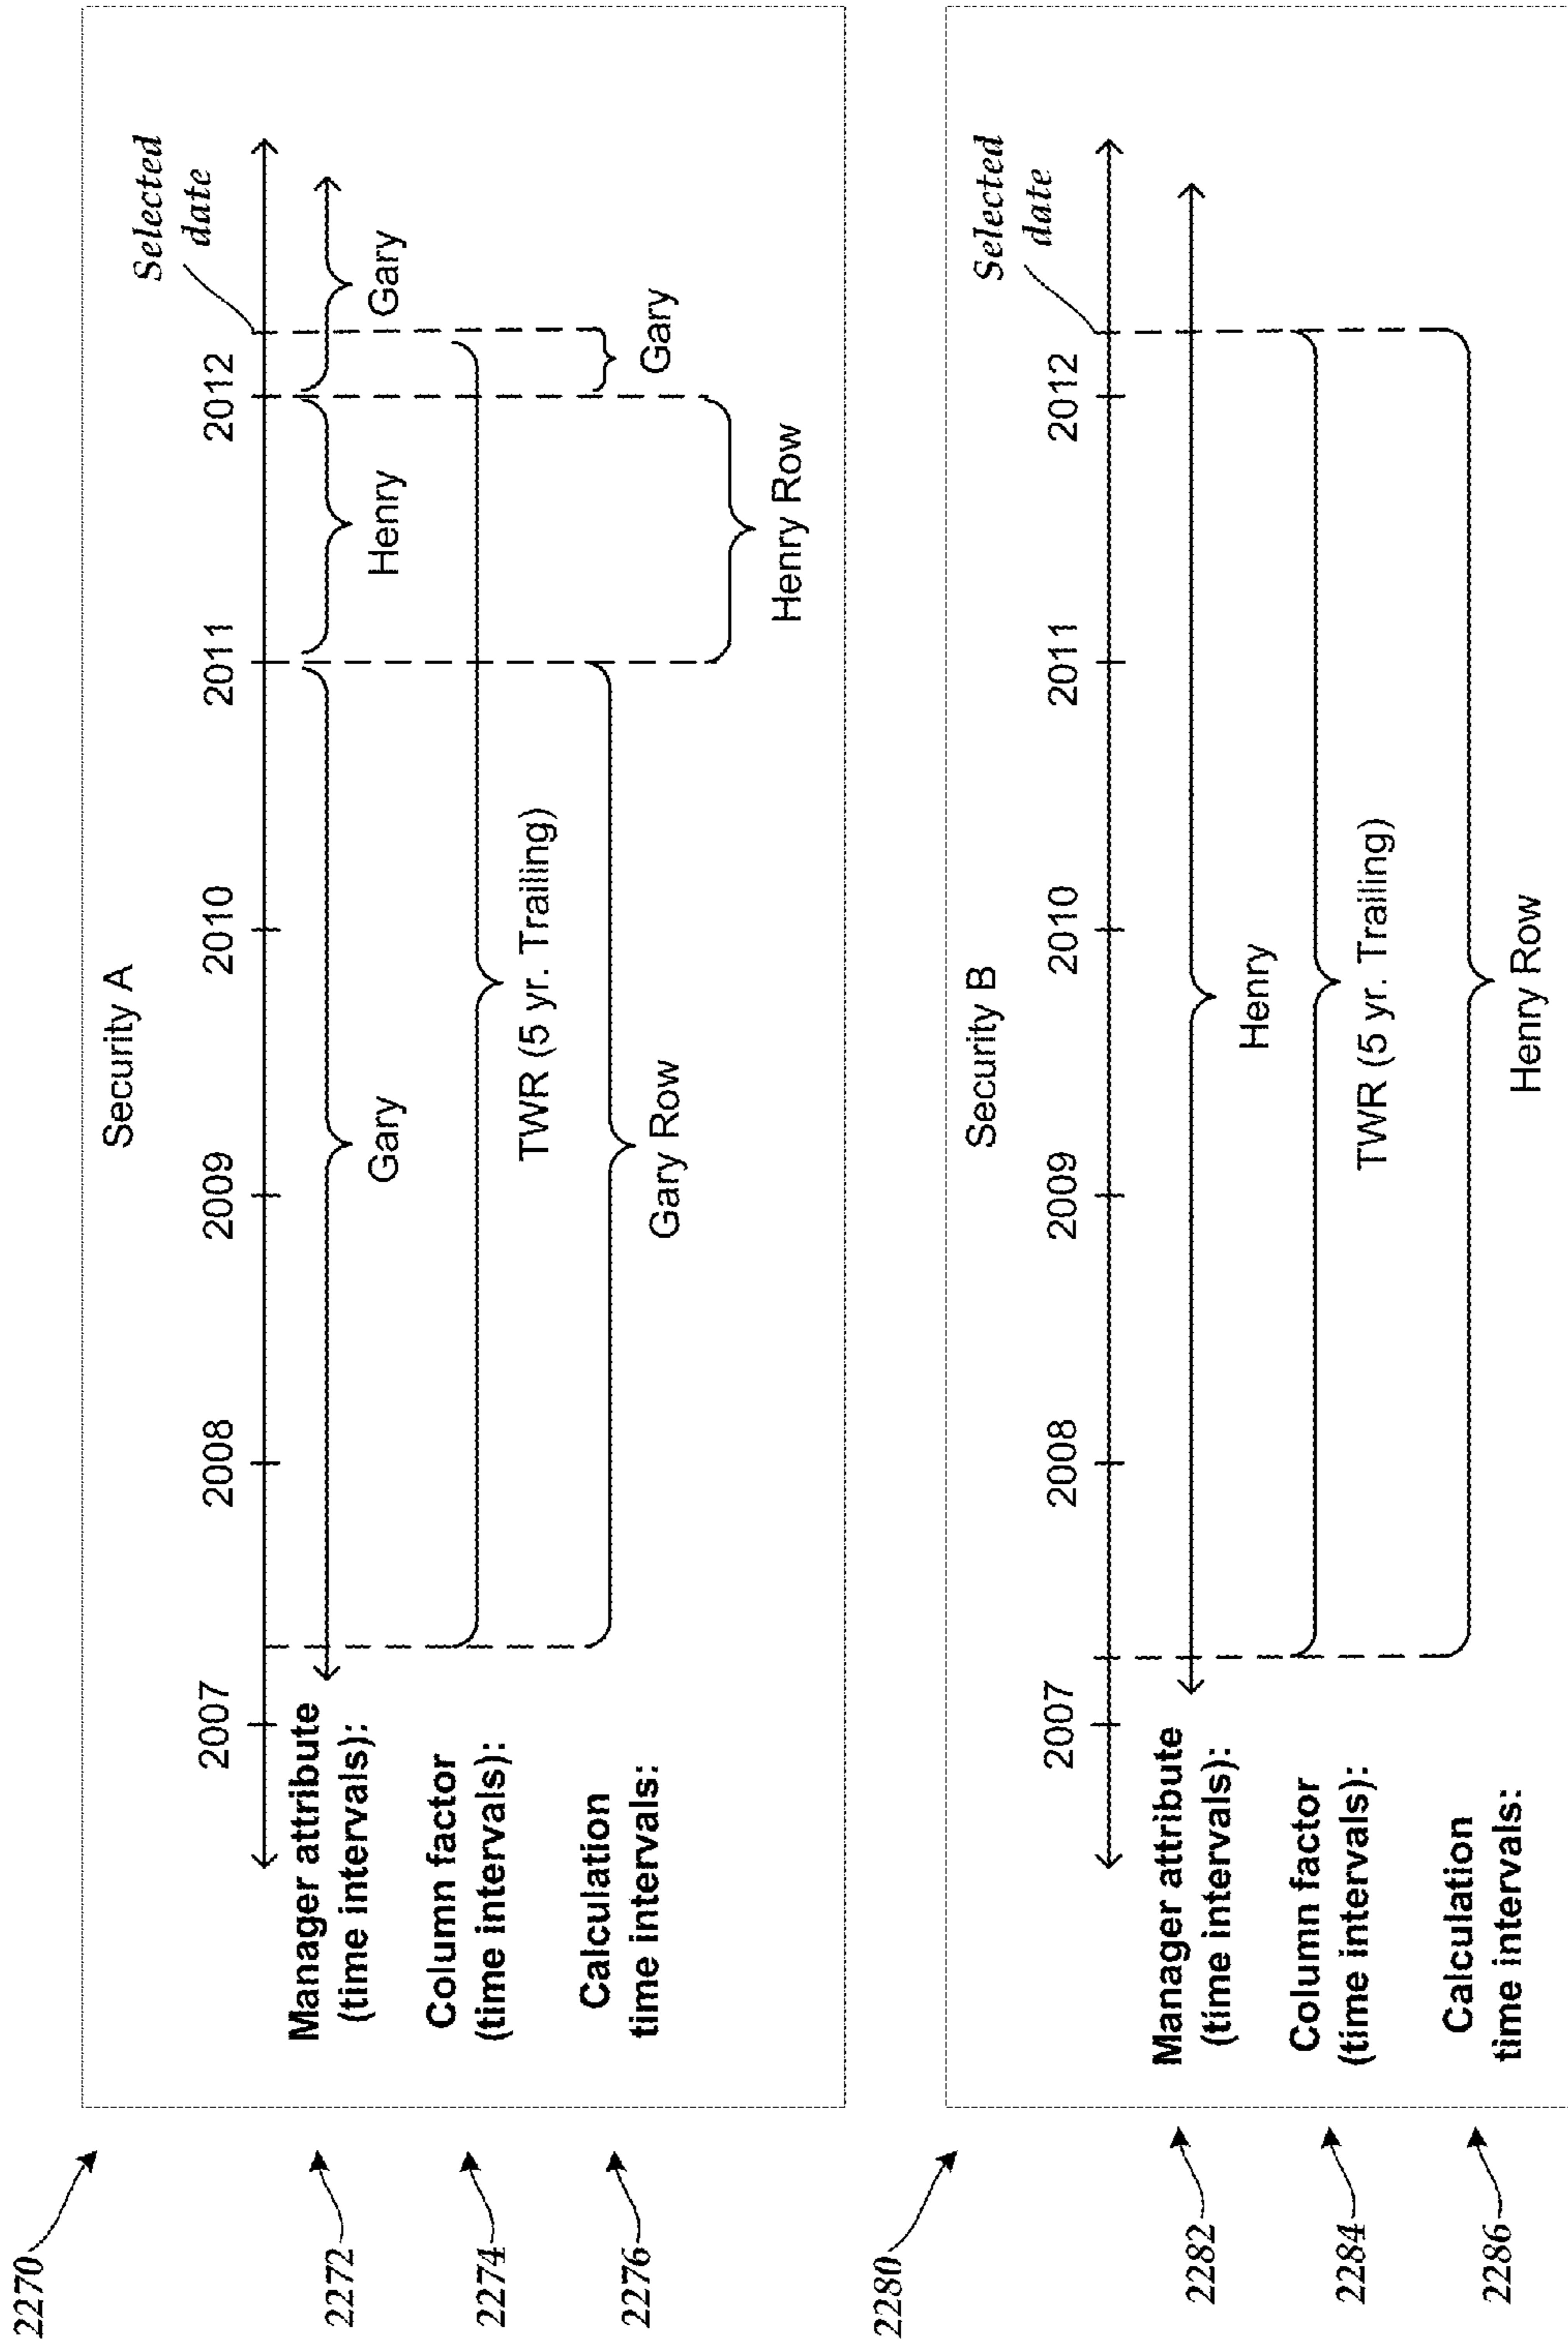 2270
Security A
Selected
date
2007 2008 2009 2010 2011 2012
2272
Manager attribute
(time intervals):
Gary Henry Gary
2274
Column factor
(time intervals):
TWR (5 yr. Trailing)
2276
Calculation
time intervals:
Gary Row Gary
Henry Row
2280
Security B
Selected
date
2007 2008 2009 2010 2011 2012
2282
Manager attribute
(time intervals):
Henry
2284
Column factor
(time intervals):
TWR (5 yr. Trailing)
2286
Calculation
time intervals:
Henry Row